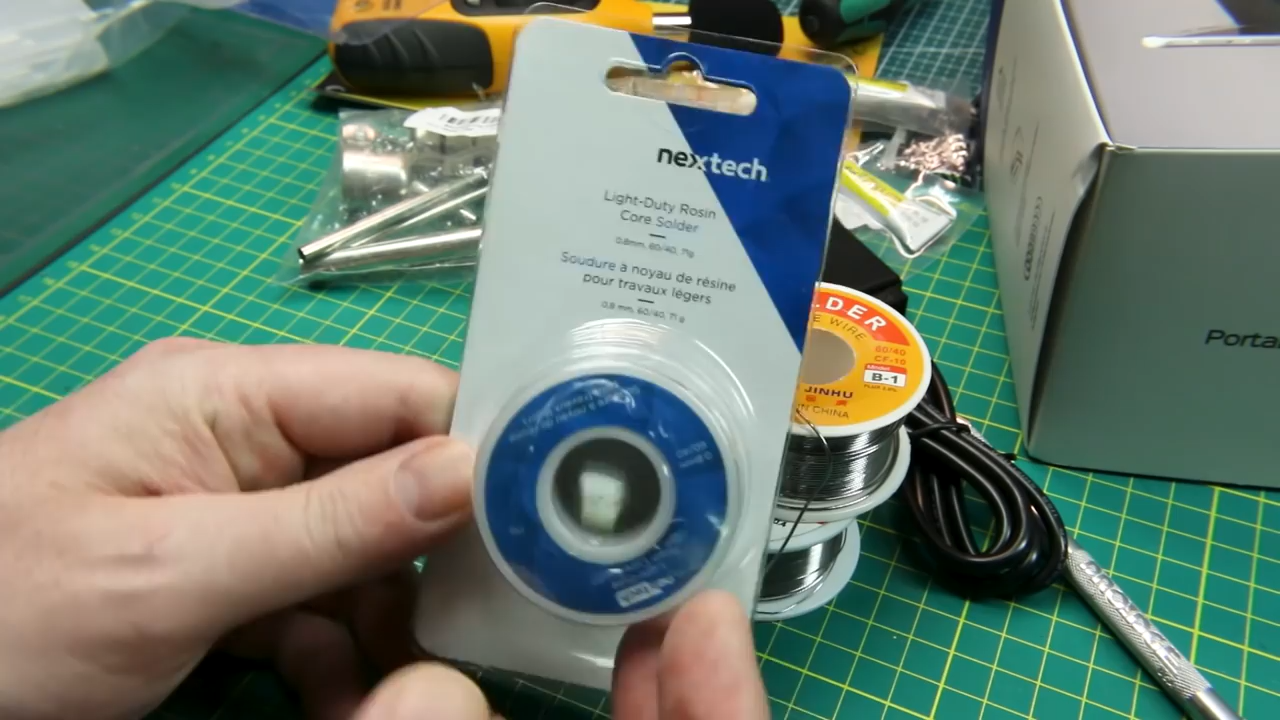 nextech
Light-Duty Rosin
Core Solder
0.8mm, 60/40, 71g
Soudure à noyau de résine
pour travaux légers
0,8 mm, 60/40, 71 g
LDER
E WIRE
60/40
CF-10
B-1
JINHU
IN CHINA
Porta